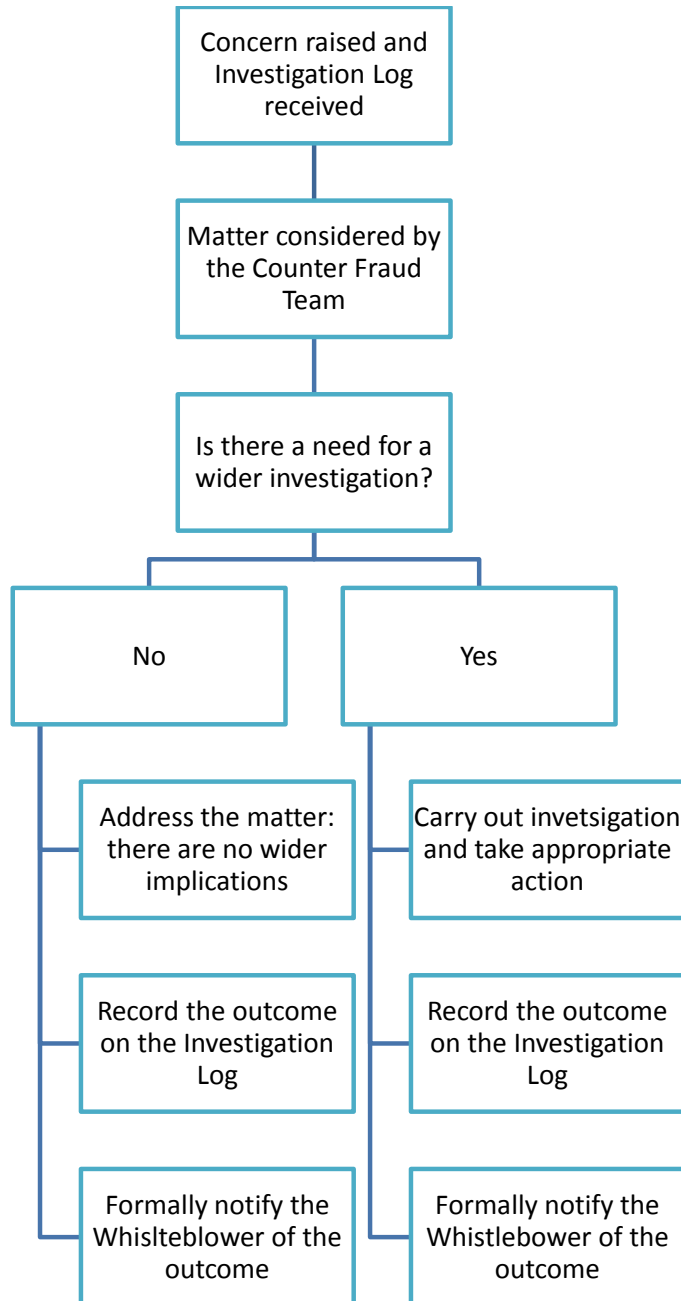 Concern raised and
Investigation Log
received
Matter considered by
the Counter Fraud
Team
Is there a need for a
wider investigation?
No
Yes
Address the matter:
there are no wider
implications
Carry out invetsigation
and take appropriate
action
Record the outcome
on the Investigation
Log
Record the outcome
on the Investigation
Log
Formally notify the
Whislteblower of the
outcome
Formally notify the
Whistlebower of the
outcome